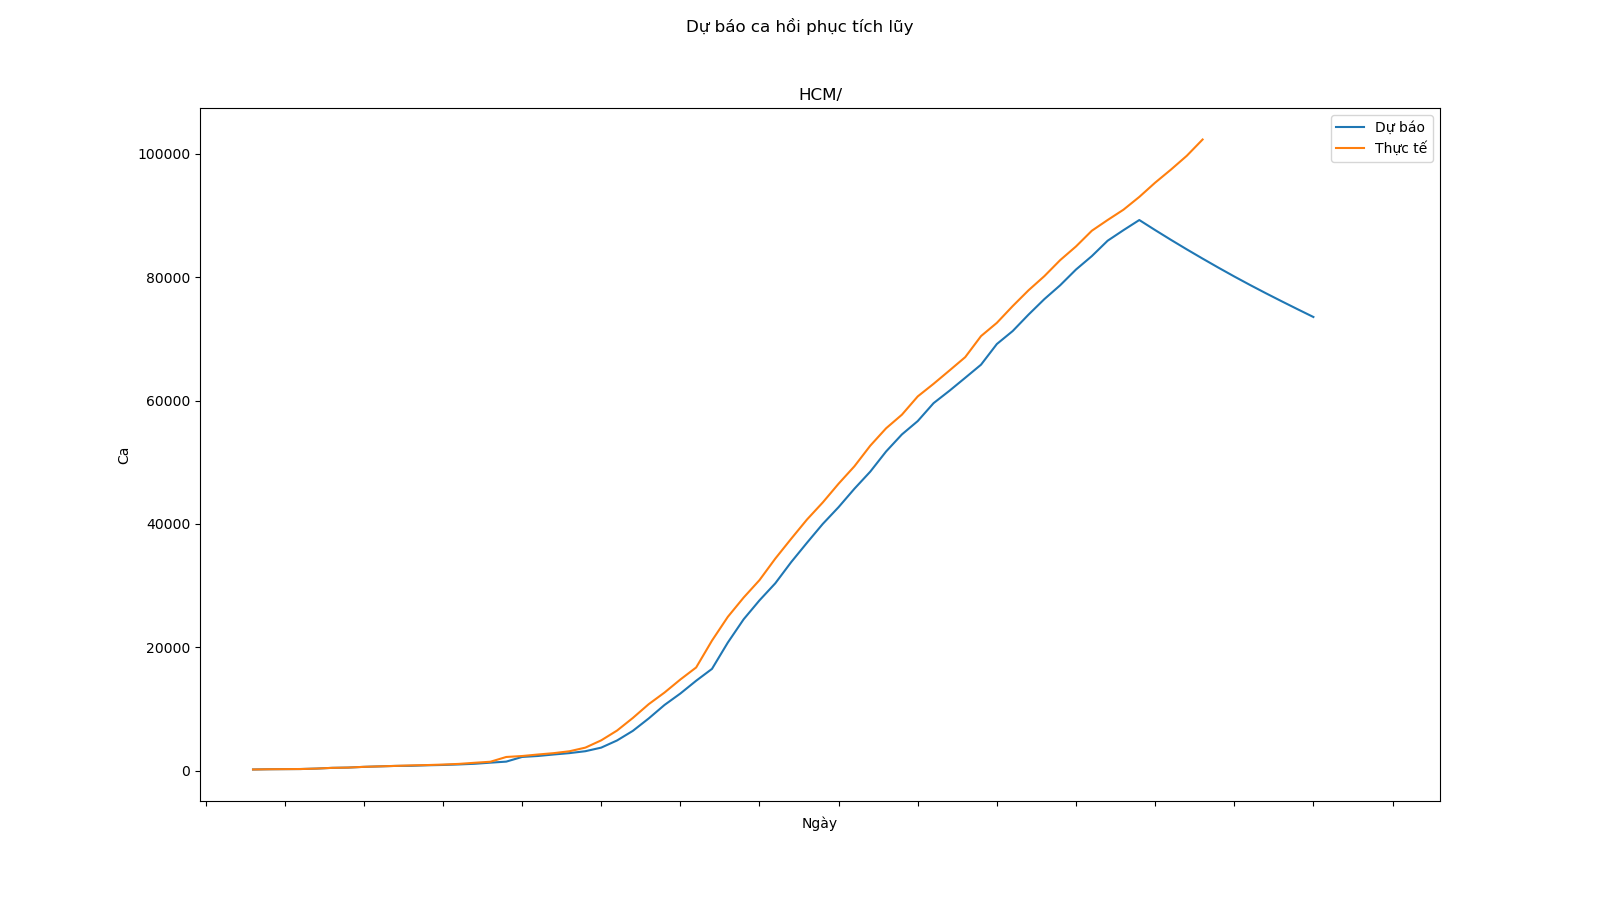 Dự báo ca hồi phục tích lũy
HCM/
Dự báo
Thực tế
100000
80000
60000
40000
20000
0
Ca
Ngày